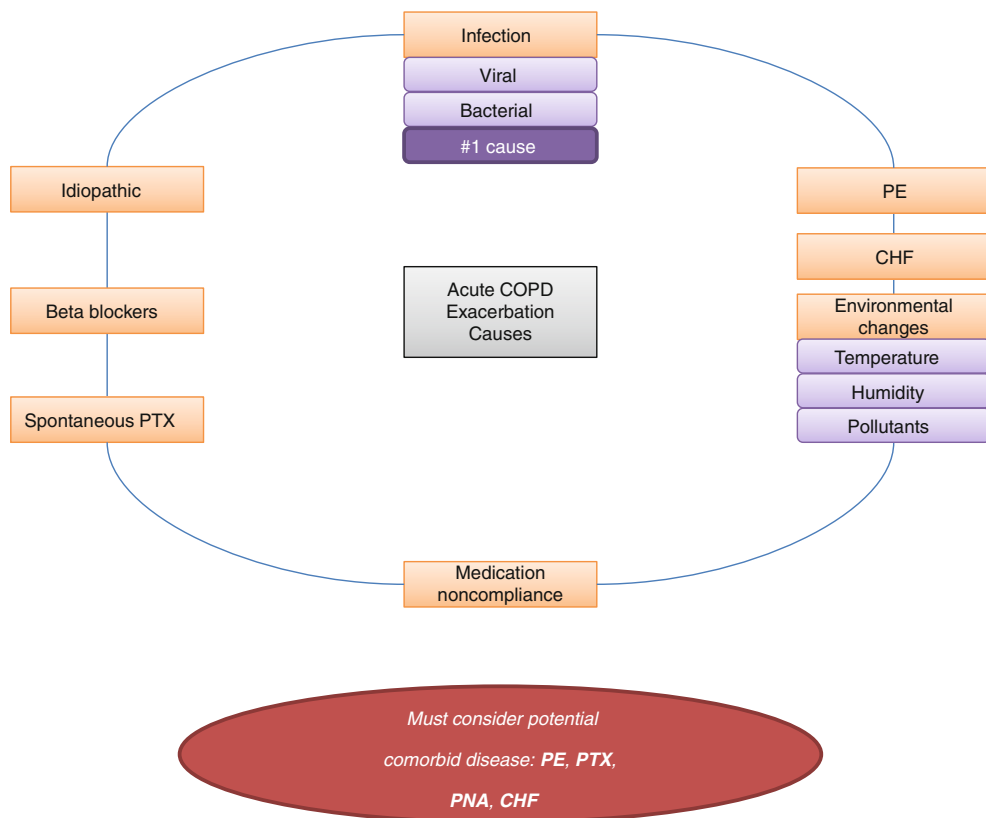 Infection
Viral
Bacterial
#1 cause
Idiopathic
Beta blockers
Spontaneous PTX
Acute COPD
Exacerbation
Causes
PE
CHF
Environmental
changes
Temperature
Humidity
Pollutants
Medication
noncompliance
Must consider potential
comorbid disease: PE, PTX,
PNA, CHF